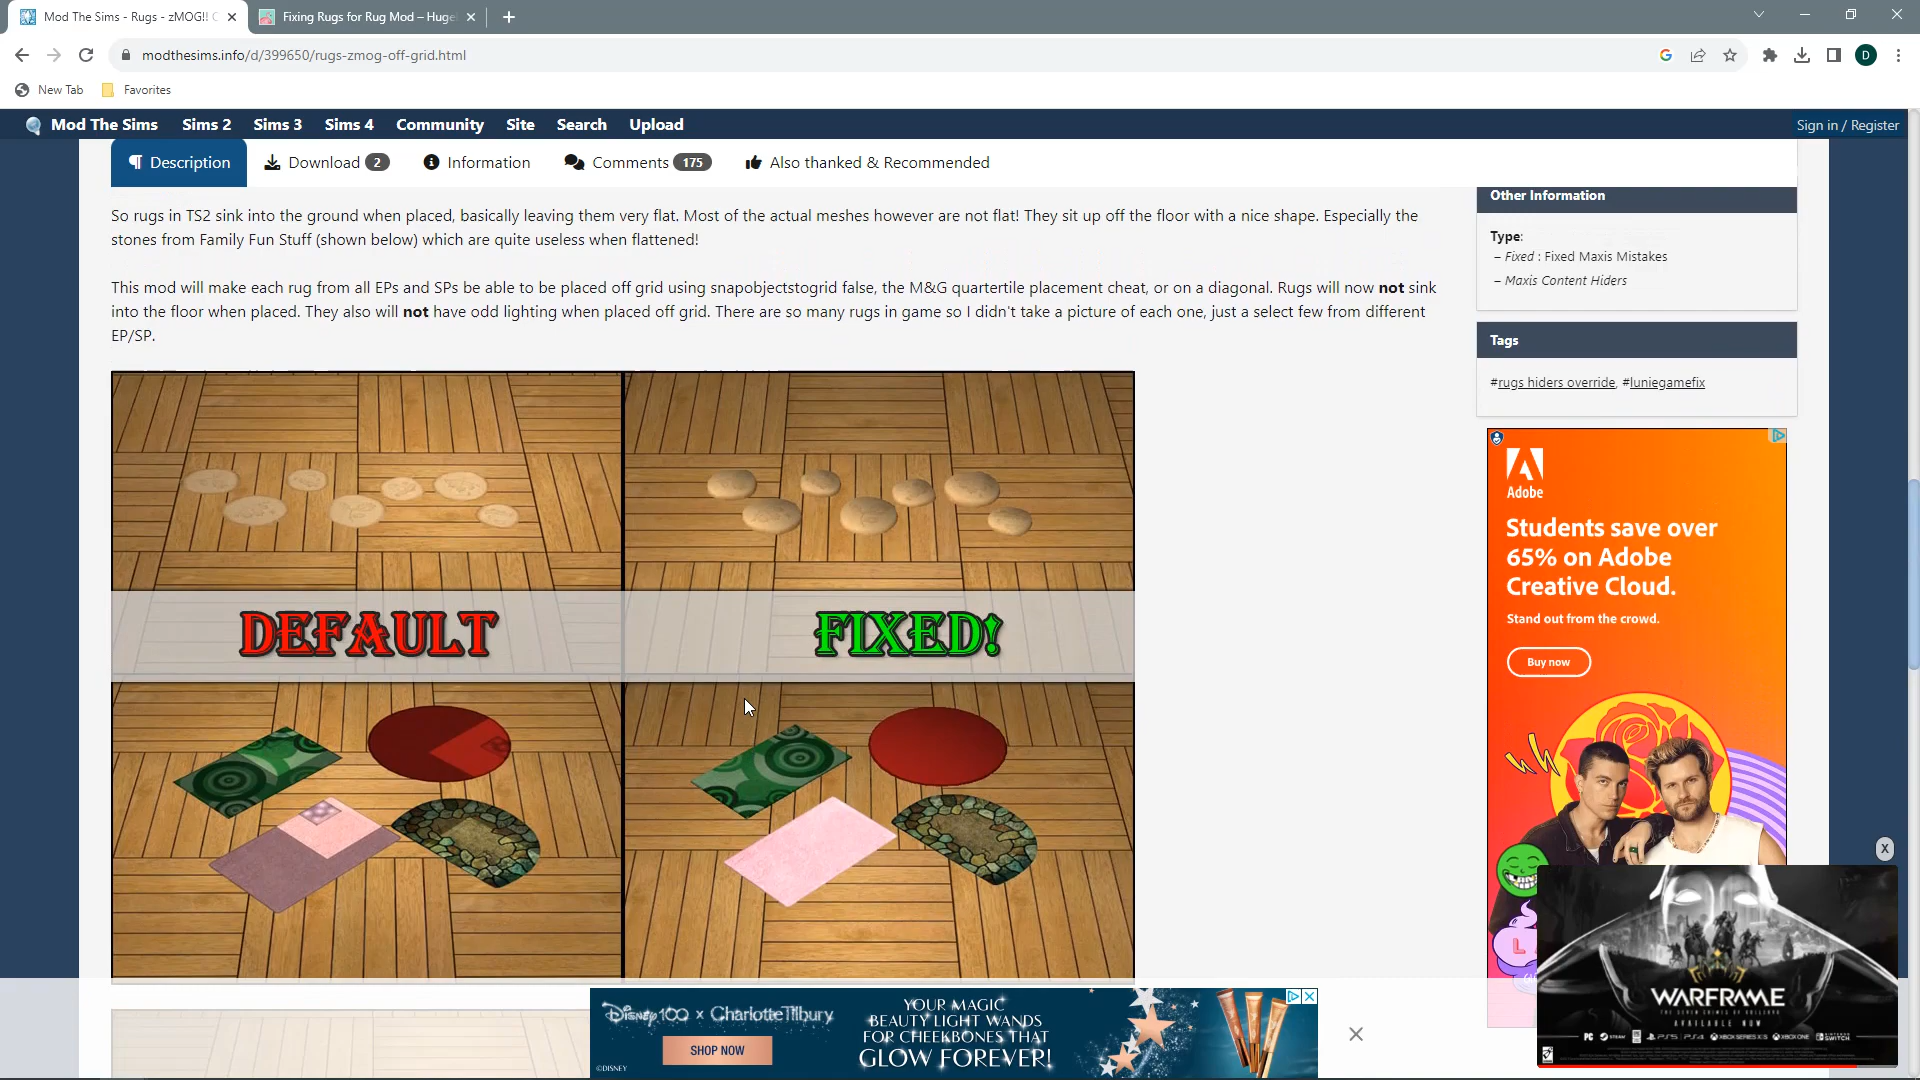 Mod The Sims - Rugs - zMOG!! O
Fixing Rugs for Rug Mod – Huge
modthesims.info/d/399650/rugs-zmog-off-grid.html
D
New Tab
Favorites
Mod The Sims
Sims 2
Sims 3
Sims 4
Community
Site
Search
Upload
Sign in / Register
Description
Download 2
Information
Comments 175
Also thanked & Recommended
So rugs in TS2 sink into the ground when placed, basically leaving them very flat. Most of the actual meshes however are not flat! They sit up off the floor with a nice shape. Especially the
stones from Family Fun Stuff (shown below) which are quite useless when flattened!
This mod will make each rug from all EPs and SPs be able to be placed off grid using snapobjectstogrid false, the M&G quartertile placement cheat, or on a diagonal. Rugs will now not sink
into the floor when placed. They also will not have odd lighting when placed off grid. There are so many rugs in game so I didn't take a picture of each one, just a select few from different
EP/SP.
DEFAULT
FIXED!
Other Information
Type:
– Fixed : Fixed Maxis Mistakes
– Maxis Content Hiders
Tags
#rugs hiders override, #luniegamefix
Adobe
Students save over
65% on Adobe
Creative Cloud.
Stand out from the crowd.
Buy now
L
X
WARFRAME
AVAILABLE NOW
Disney100 x Charlotte Tilbury
SHOP NOW
©DISNEY
YOUR MAGIC
BEAUTY LIGHT WANDS
FOR CHEEKBONES THAT
GLOW FOREVER!